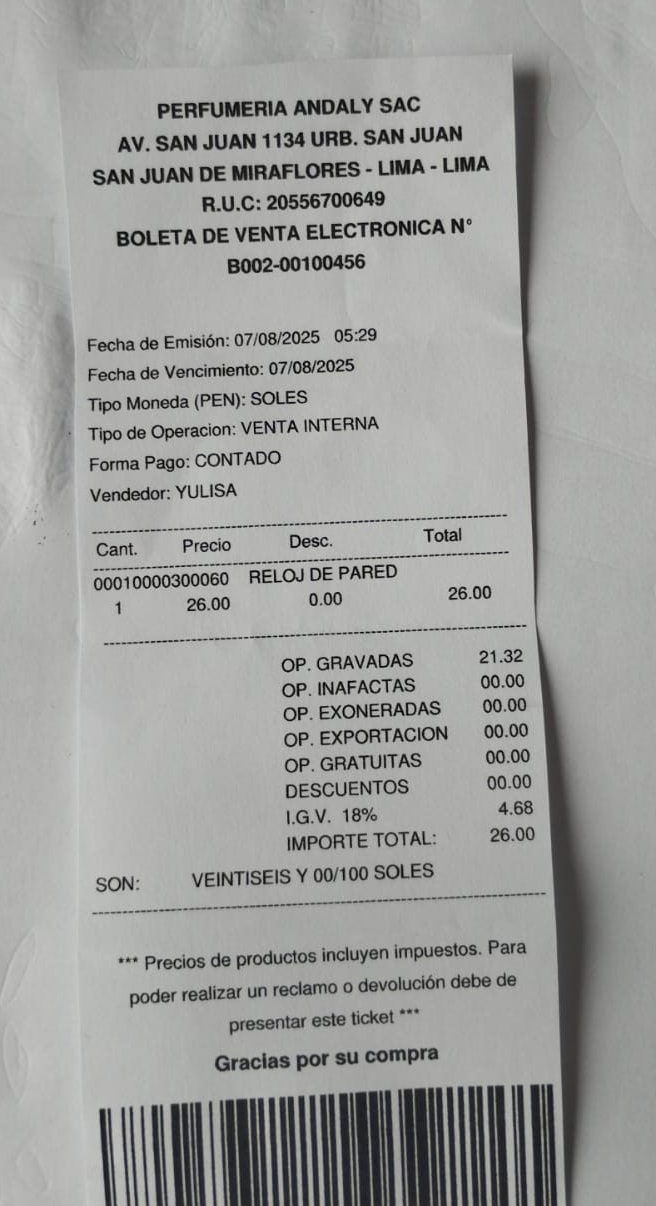 PERFUMERIA ANDALY SAC
AV. SAN JUAN 1134 URB. SAN JUAN
SAN JUAN DE MIRAFLORES - LIMA - LIMA
R.U.C: 20556700649
BOLETA DE VENTA ELECTRONICA N°
B002-00100456
Fecha de Emisión: 07/08/2025 05:29
Fecha de Vencimiento: 07/08/2025
Tipo Moneda (PEN): SOLES
Tipo de Operacion: VENTA INTERNA
Forma Pago: CONTADO
Vendedor: YULISA
Cant. Precio Desc. Total
00010000300060 RELOJ DE PARED
1 26.00 0.00 26.00
OP. GRAVADAS 21.32
OP. INAFACTAS 00.00
OP. EXONERADAS 00.00
OP. EXPORTACION 00.00
OP. GRATUITAS 00.00
DESCUENTOS 00.00
I.G.V. 18% 4.68
IMPORTE TOTAL: 26.00
SON: VEINTISEIS Y 00/100 SOLES
*** Precios de productos incluyen impuestos. Para
poder realizar un reclamo o devolución debe de
presentar este ticket ***
Gracias por su compra